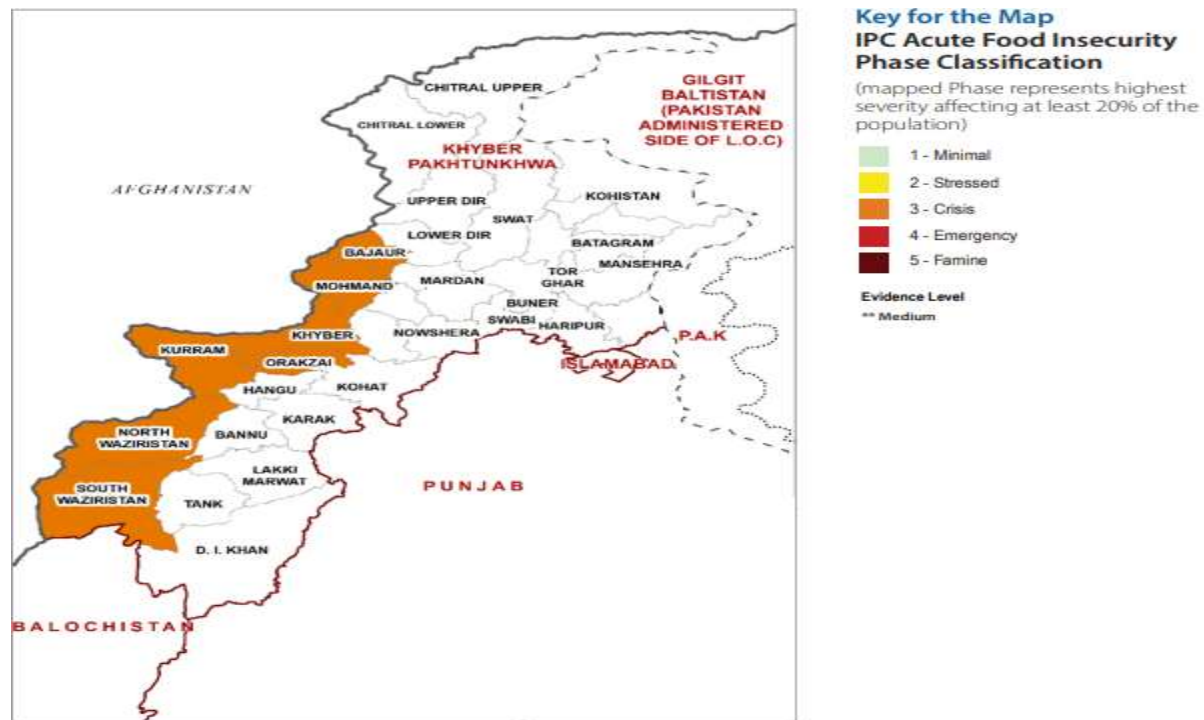 CHITRAL UPPER
GILGIT
BALTISTAN
(PAKISTAN
ADMINISTERED
SIDE OF L.O.C)
CHITRAL LOWER
KHYBER
PAKHTUNKHWA
AFGHANISTAN
UPPER DIR
KOHISTAN
SWAT
LOWER DIR
BATAGRAM
BAJAUR
MANSEHRA
TOR
GHAR
MARDAN
MOHMAND
BUNER
SWABI
HARIPUR
NOWSHERA
KHYBER
P.A.K
KURRAM
ORAKZAI
ISLAMABAD
HANGU
KOHAT
KARAK
NORTH
WAZIRISTAN
BANNU
LAKKI
MARWAT
SOUTH
WAZIRISTAN
TANK
PUNJAB
D. I. KHAN
BALOCHISTAN
Key for the Map
IPC Acute Food Insecurity
Phase Classification
(mapped Phase represents highest
severity affecting at least 20% of the
population)
1 - Minimal
2 - Stressed
3 - Crisis
4 - Emergency
5 - Famine
Evidence Level
** Medium